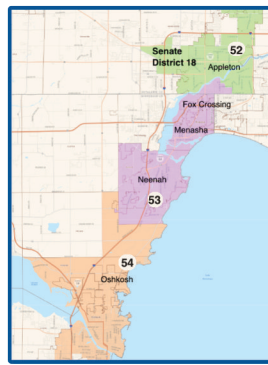 Senate
District 18
52
Appleton
Fox Crossing
Menasha
Neenah
53
54
Oshkosh